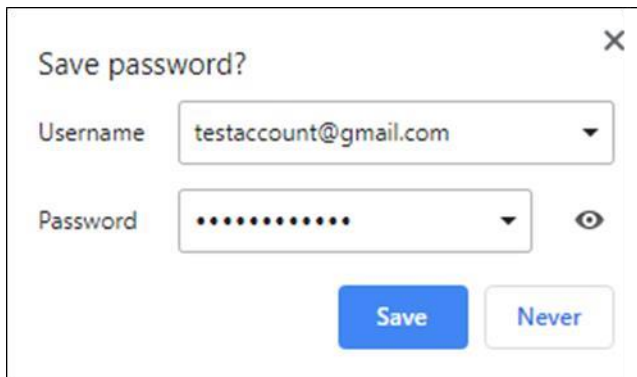 Save password?
Username testaccount@gmail.com
Password ••••••••••••
Save Never